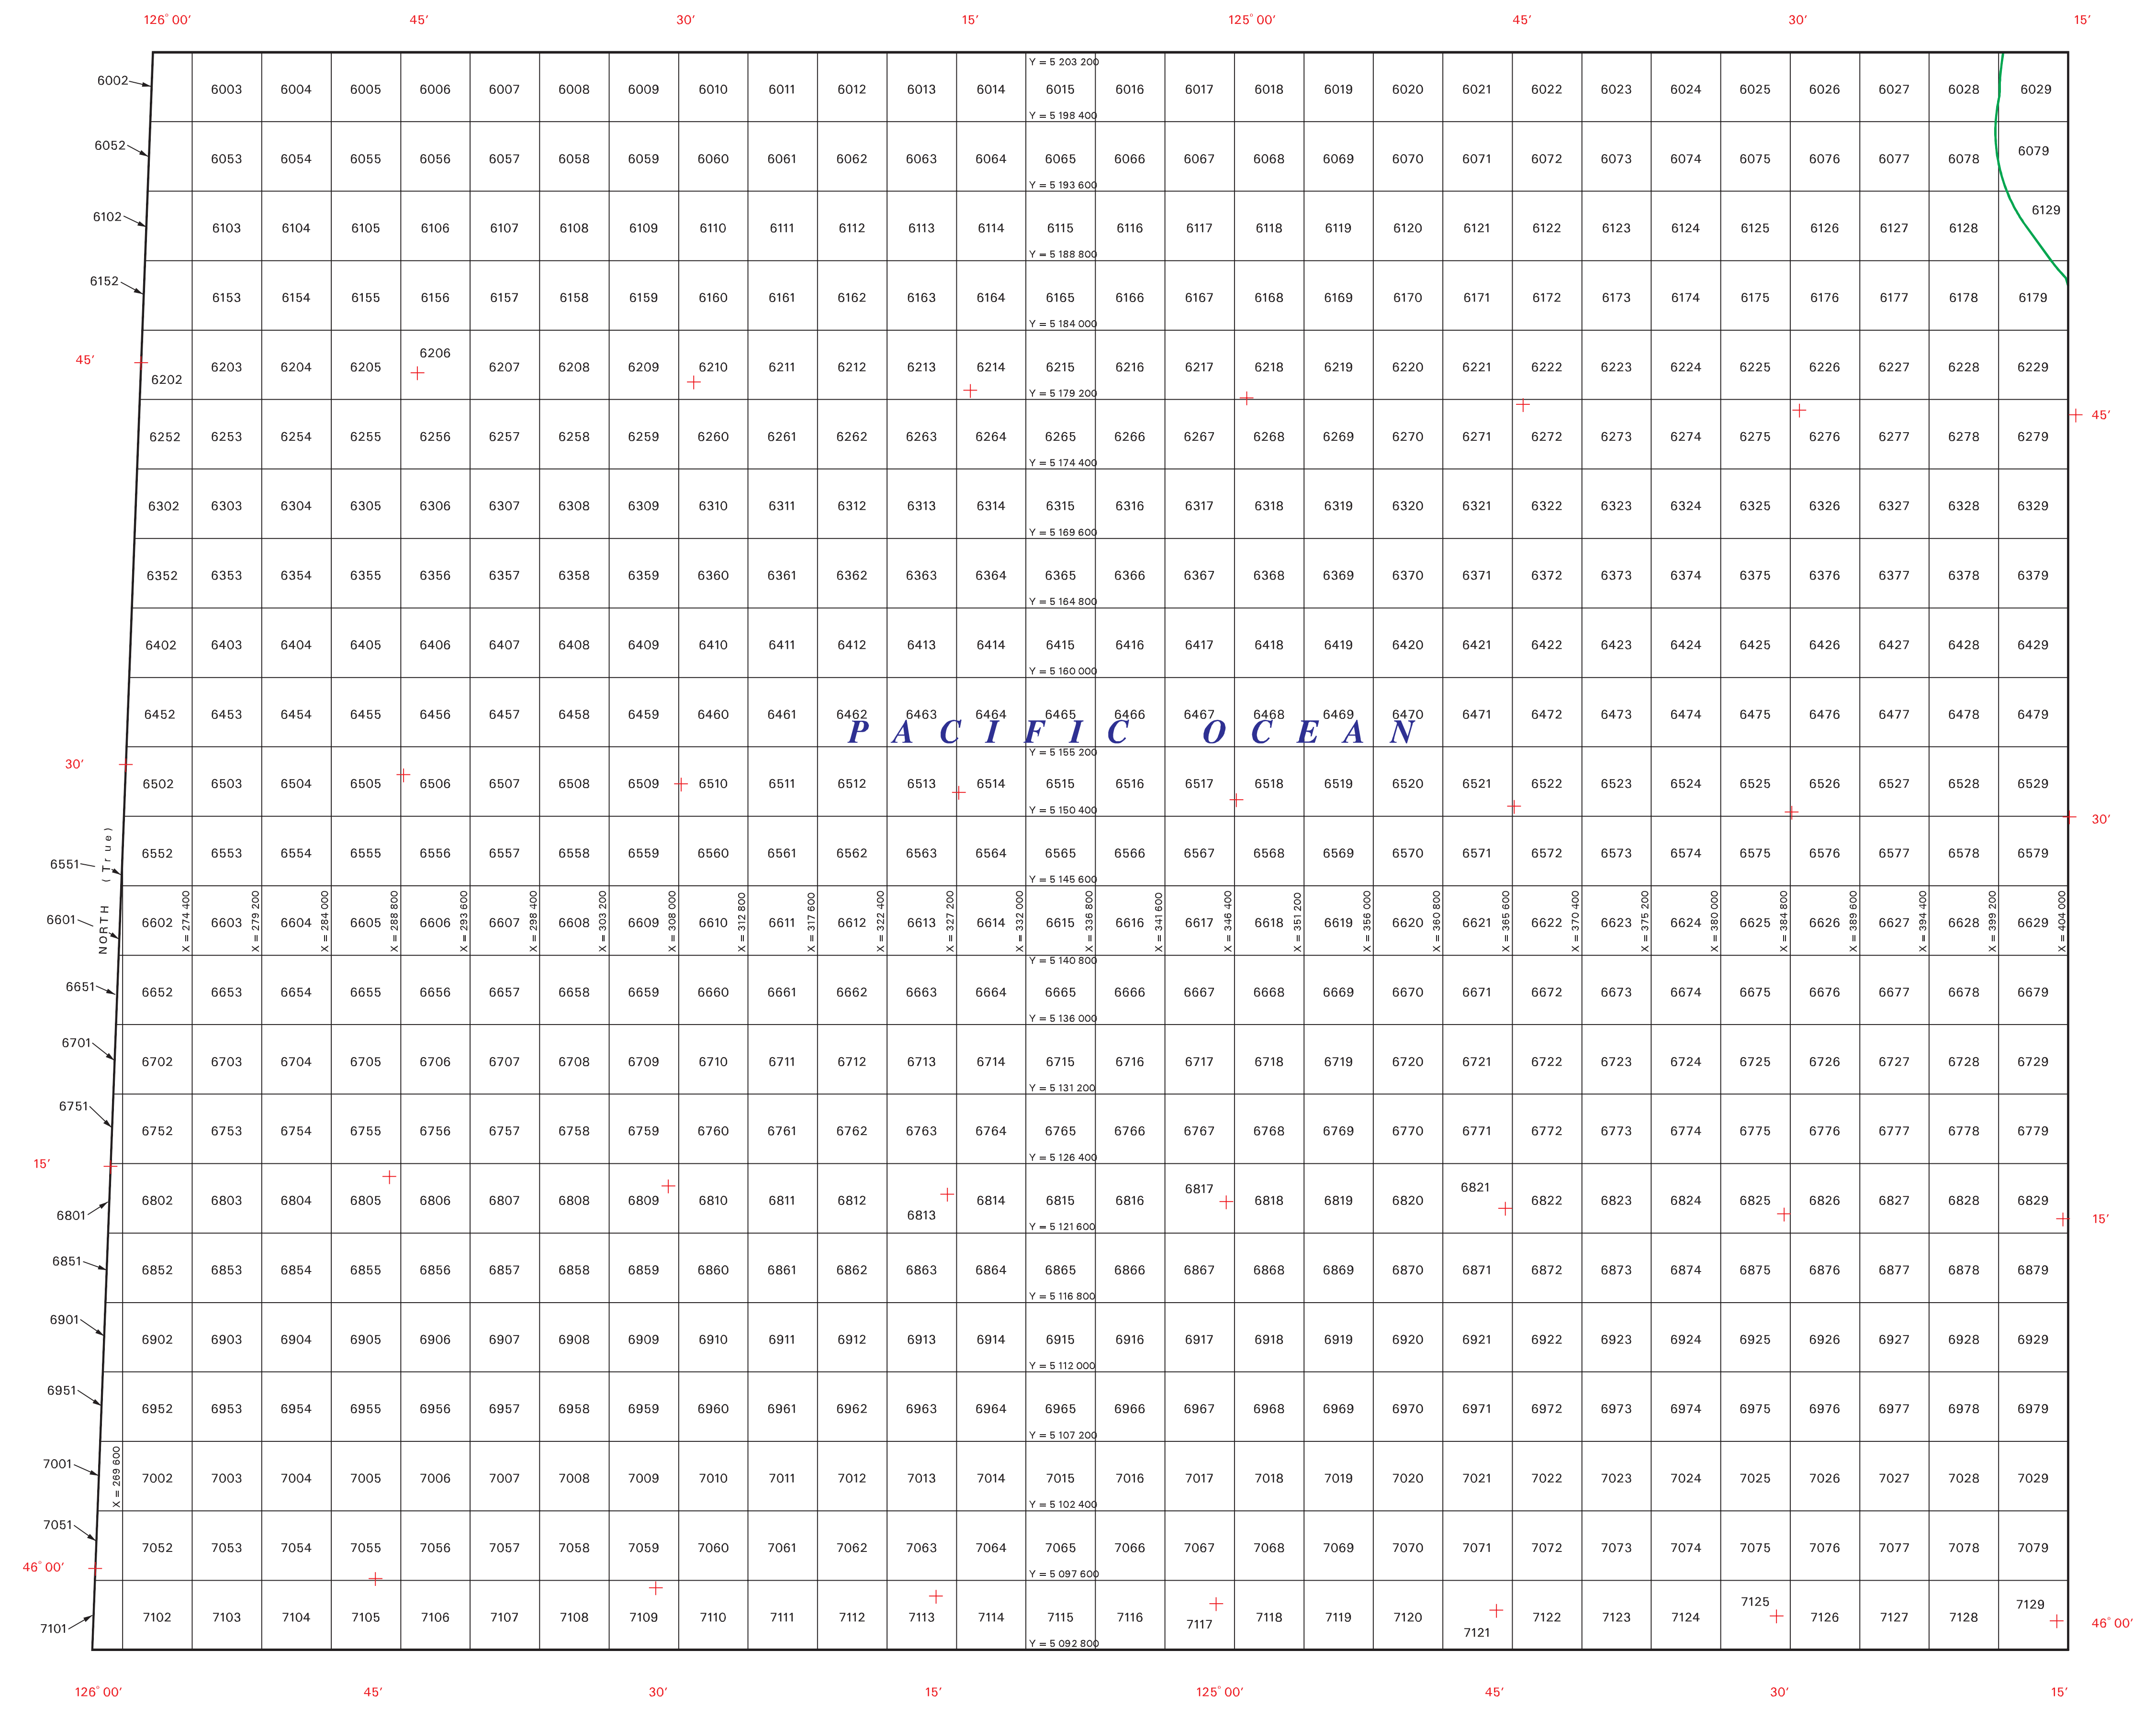 126° 00′ 45′ 30′ 15′ 125° 00′ 45′ 30′ 15′
Y = 5 203 200
6002 6003 6004 6005 6006 6007 6008 6009 6010 6011 6012 6013 6014 6015 6016 6017 6018 6019 6020 6021 6022 6023 6024 6025 6026 6027 6028 6029
Y = 5 198 400
6052 6053 6054 6055 6056 6057 6058 6059 6060 6061 6062 6063 6064 6065 6066 6067 6068 6069 6070 6071 6072 6073 6074 6075 6076 6077 6078 6079
Y = 5 193 600
6102 6103 6104 6105 6106 6107 6108 6109 6110 6111 6112 6113 6114 6115 6116 6117 6118 6119 6120 6121 6122 6123 6124 6125 6126 6127 6128 6129
Y = 5 188 800
6152 6153 6154 6155 6156 6157 6158 6159 6160 6161 6162 6163 6164 6165 6166 6167 6168 6169 6170 6171 6172 6173 6174 6175 6176 6177 6178 6179
Y = 5 184 000
45′ 6202 6203 6204 6205 6206 6207 6208 6209 6210 6211 6212 6213 6214 6215 6216 6217 6218 6219 6220 6221 6222 6223 6224 6225 6226 6227 6228 6229
Y = 5 179 200
6252 6253 6254 6255 6256 6257 6258 6259 6260 6261 6262 6263 6264 6265 6266 6267 6268 6269 6270 6271 6272 6273 6274 6275 6276 6277 6278 6279 45′
Y = 5 174 400
6302 6303 6304 6305 6306 6307 6308 6309 6310 6311 6312 6313 6314 6315 6316 6317 6318 6319 6320 6321 6322 6323 6324 6325 6326 6327 6328 6329
Y = 5 169 600
6352 6353 6354 6355 6356 6357 6358 6359 6360 6361 6362 6363 6364 6365 6366 6367 6368 6369 6370 6371 6372 6373 6374 6375 6376 6377 6378 6379
Y = 5 164 800
6402 6403 6404 6405 6406 6407 6408 6409 6410 6411 6412 6413 6414 6415 6416 6417 6418 6419 6420 6421 6422 6423 6424 6425 6426 6427 6428 6429
Y = 5 160 000
6452 6453 6454 6455 6456 6457 6458 6459 6460 6461 6462 6463 6464 6465 6466 6467 6468 6469 6470 6471 6472 6473 6474 6475 6476 6477 6478 6479
PACIFIC OCEAN
Y = 5 155 200
30′ 6502 6503 6504 6505 6506 6507 6508 6509 6510 6511 6512 6513 6514 6515 6516 6517 6518 6519 6520 6521 6522 6523 6524 6525 6526 6527 6528 6529
Y = 5 150 400 30′
6551 6552 6553 6554 6555 6556 6557 6558 6559 6560 6561 6562 6563 6564 6565 6566 6567 6568 6569 6570 6571 6572 6573 6574 6575 6576 6577 6578 6579
Y = 5 145 600
NORTH (True)
6601 6602 6603 6604 6605 6606 6607 6608 6609 6610 6611 6612 6613 6614 6615 6616 6617 6618 6619 6620 6621 6622 6623 6624 6625 6626 6627 6628 6629
X = 274 400 X = 279 200 X = 284 000 X = 288 800 X = 293 600 X = 298 400 X = 303 200 X = 308 000 X = 312 800 X = 317 600 X = 322 400 X = 327 200 X = 332 000 X = 336 800 X = 341 600 X = 346 400 X = 351 200 X = 356 000 X = 360 800 X = 365 600 X = 370 400 X = 375 200 X = 380 000 X = 384 800 X = 389 600 X = 394 400 X = 399 200 X = 404 000
Y = 5 140 800
6651 6652 6653 6654 6655 6656 6657 6658 6659 6660 6661 6662 6663 6664 6665 6666 6667 6668 6669 6670 6671 6672 6673 6674 6675 6676 6677 6678 6679
Y = 5 136 000
6701 6702 6703 6704 6705 6706 6707 6708 6709 6710 6711 6712 6713 6714 6715 6716 6717 6718 6719 6720 6721 6722 6723 6724 6725 6726 6727 6728 6729
Y = 5 131 200
6751 6752 6753 6754 6755 6756 6757 6758 6759 6760 6761 6762 6763 6764 6765 6766 6767 6768 6769 6770 6771 6772 6773 6774 6775 6776 6777 6778 6779
Y = 5 126 400
15′
6801 6802 6803 6804 6805 6806 6807 6808 6809 6810 6811 6812 6813 6814 6815 6816 6817 6818 6819 6820 6821 6822 6823 6824 6825 6826 6827 6828 6829 15′
Y = 5 121 600
6851 6852 6853 6854 6855 6856 6857 6858 6859 6860 6861 6862 6863 6864 6865 6866 6867 6868 6869 6870 6871 6872 6873 6874 6875 6876 6877 6878 6879
Y = 5 116 800
6901 6902 6903 6904 6905 6906 6907 6908 6909 6910 6911 6912 6913 6914 6915 6916 6917 6918 6919 6920 6921 6922 6923 6924 6925 6926 6927 6928 6929
Y = 5 112 000
6951 6952 6953 6954 6955 6956 6957 6958 6959 6960 6961 6962 6963 6964 6965 6966 6967 6968 6969 6970 6971 6972 6973 6974 6975 6976 6977 6978 6979
Y = 5 107 200
7001 7002 7003 7004 7005 7006 7007 7008 7009 7010 7011 7012 7013 7014 7015 7016 7017 7018 7019 7020 7021 7022 7023 7024 7025 7026 7027 7028 7029
X = 269 600
Y = 5 102 400
7051 7052 7053 7054 7055 7056 7057 7058 7059 7060 7061 7062 7063 7064 7065 7066 7067 7068 7069 7070 7071 7072 7073 7074 7075 7076 7077 7078 7079
46° 00′ Y = 5 097 600
7101 7102 7103 7104 7105 7106 7107 7108 7109 7110 7111 7112 7113 7114 7115 7116 7117 7118 7119 7120 7121 7122 7123 7124 7125 7126 7127 7128 7129 46° 00′
Y = 5 092 800
126° 00′ 45′ 30′ 15′ 125° 00′ 45′ 30′ 15′